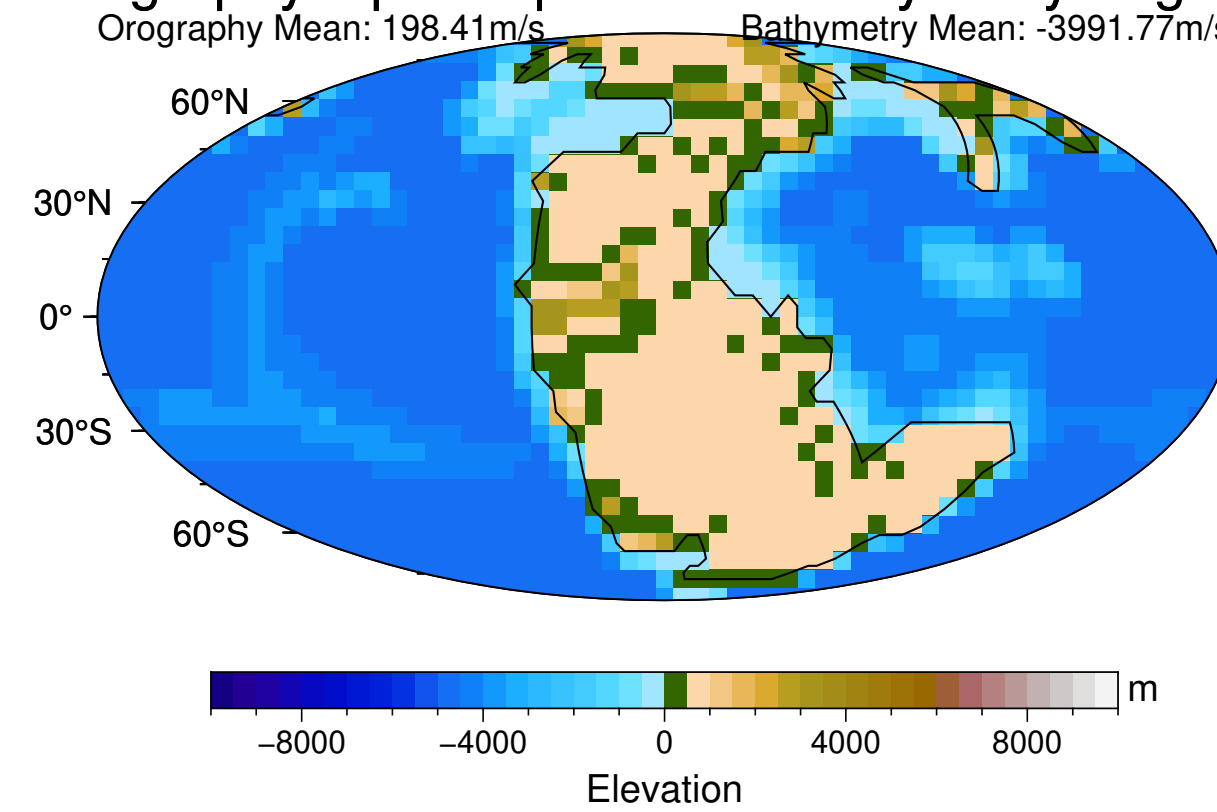 Orography Mean: 198.41m/s Bathymetry Mean: -3991.77m/s
60°N
30°N
0°
30°S
60°S
m
−8000 −4000 0 4000 8000
Elevation